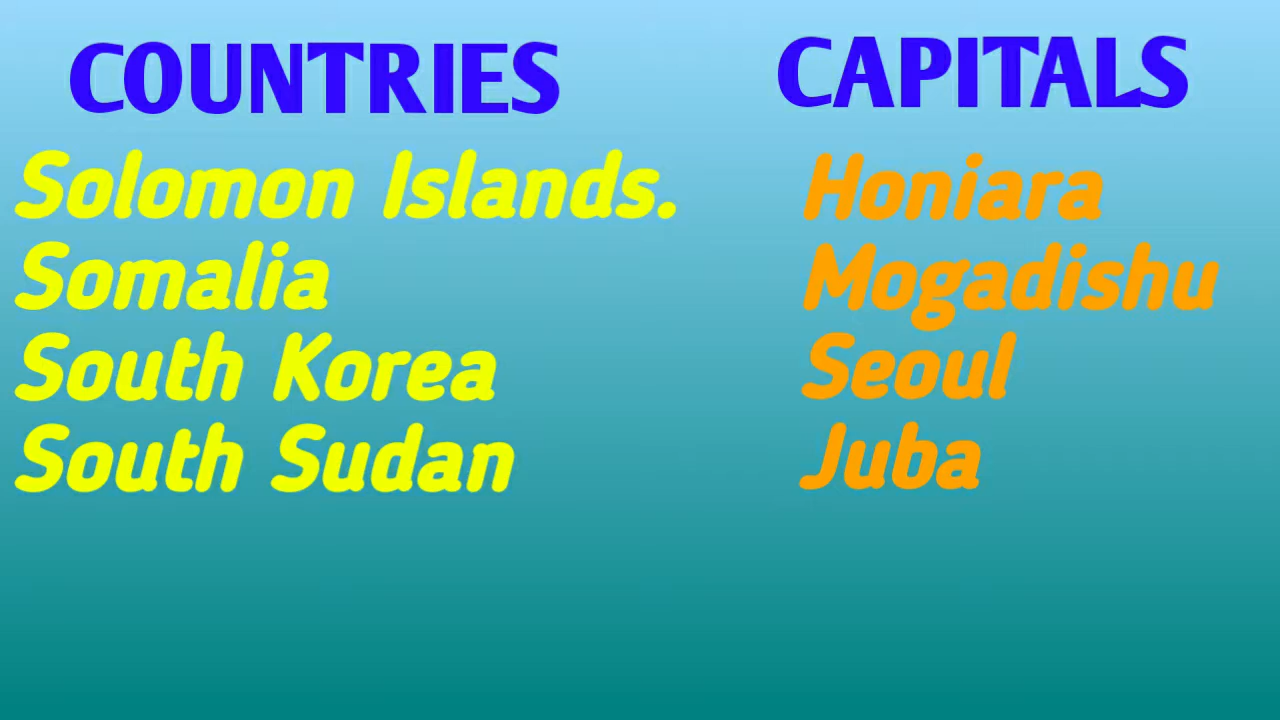 COUNTRIES CAPITALS
Solomon Islands. Honiara
Somalia Mogadishu
South Korea Seoul
South Sudan Juba